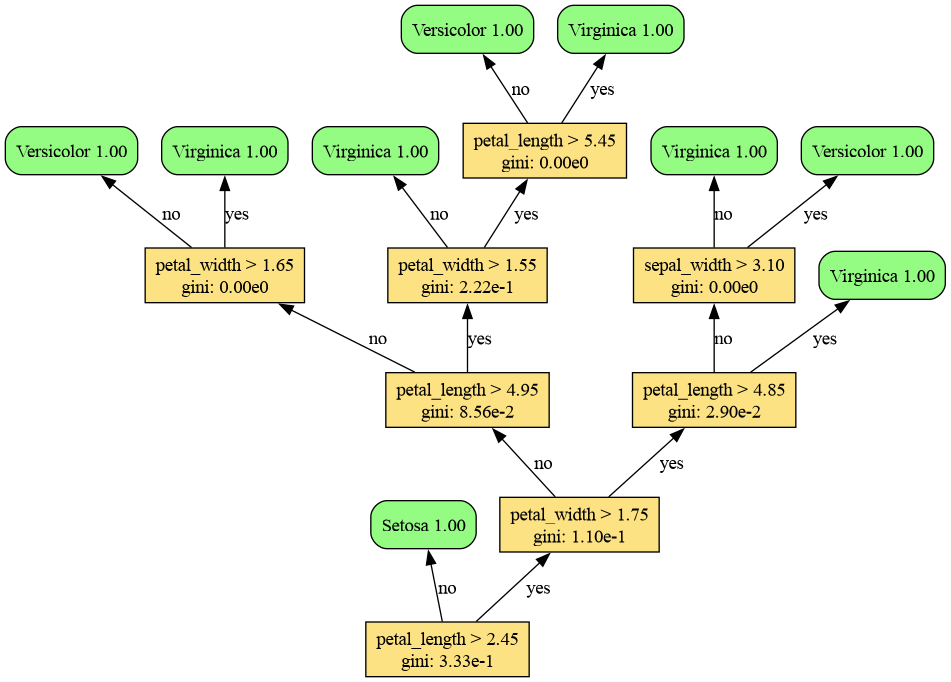 Versicolor 1.00
Virginica 1.00
no
yes
petal_length > 5.45
gini: 0.00e0
Versicolor 1.00
Virginica 1.00
Virginica 1.00
Virginica 1.00
Versicolor 1.00
no
yes
no
yes
no
yes
petal_width > 1.65
gini: 0.00e0
petal_width > 1.55
gini: 2.22e-1
sepal_width > 3.10
gini: 0.00e0
Virginica 1.00
no
yes
no
yes
petal_length > 4.95
gini: 8.56e-2
petal_length > 4.85
gini: 2.90e-2
no
yes
Setosa 1.00
petal_width > 1.75
gini: 1.10e-1
no
yes
petal_length > 2.45
gini: 3.33e-1